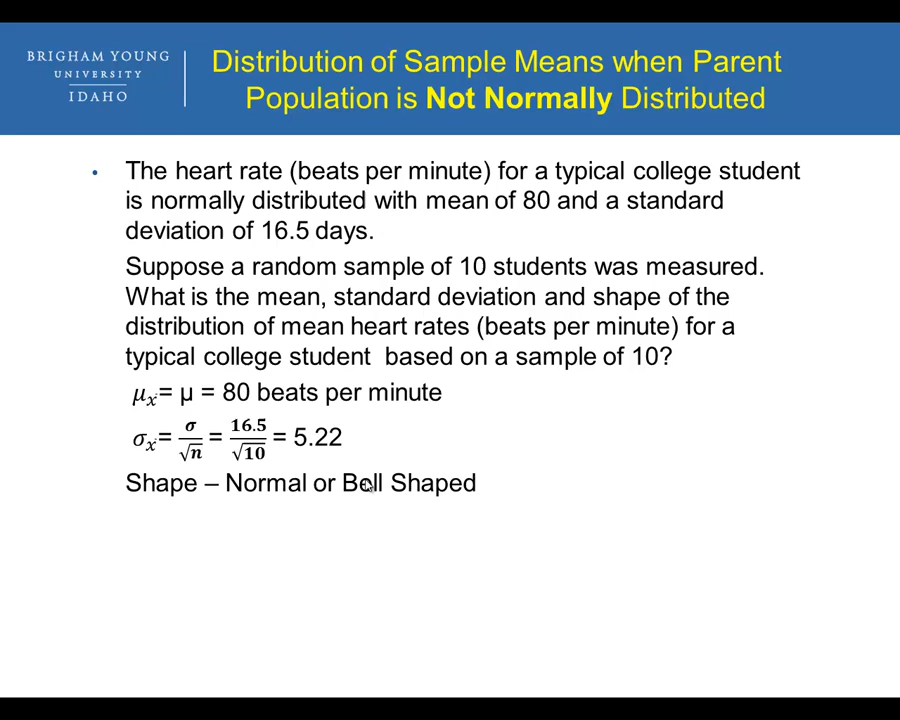 BRIGHAM YOUNG
UNIVERSITY
IDAHO
Distribution of Sample Means when Parent
Population is Not Normally Distributed
• The heart rate (beats per minute) for a typical college student
is normally distributed with mean of 80 and a standard
deviation of 16.5 days.
Suppose a random sample of 10 students was measured.
What is the mean, standard deviation and shape of the
distribution of mean heart rates (beats per minute) for a
typical college student based on a sample of 10?
μₓ= μ = 80 beats per minute
σₓ= σ/√n = 16.5/√10 = 5.22
Shape – Normal or Bell Shaped